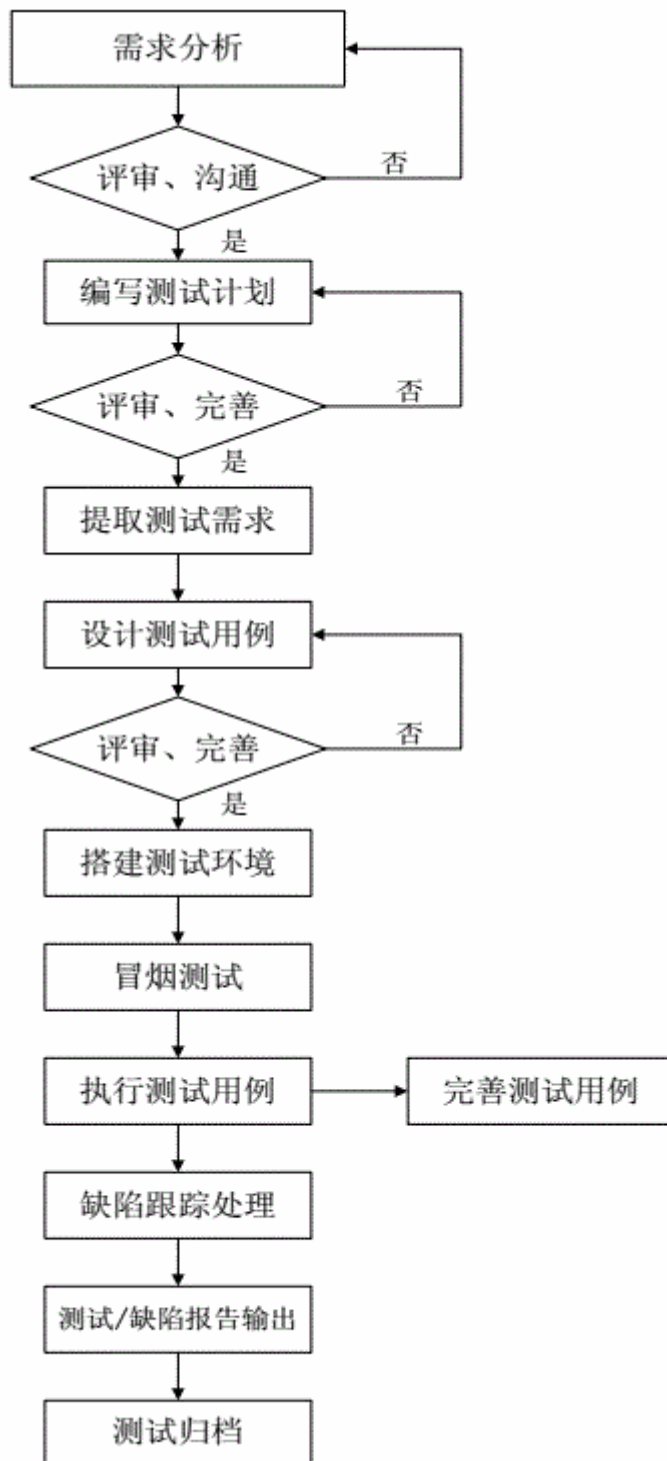 需求分析
评审、沟通
否
是
编写测试计划
评审、完善
否
是
提取测试需求
设计测试用例
评审、完善
否
是
搭建测试环境
冒烟测试
执行测试用例
完善测试用例
缺陷跟踪处理
测试/缺陷报告输出
测试归档